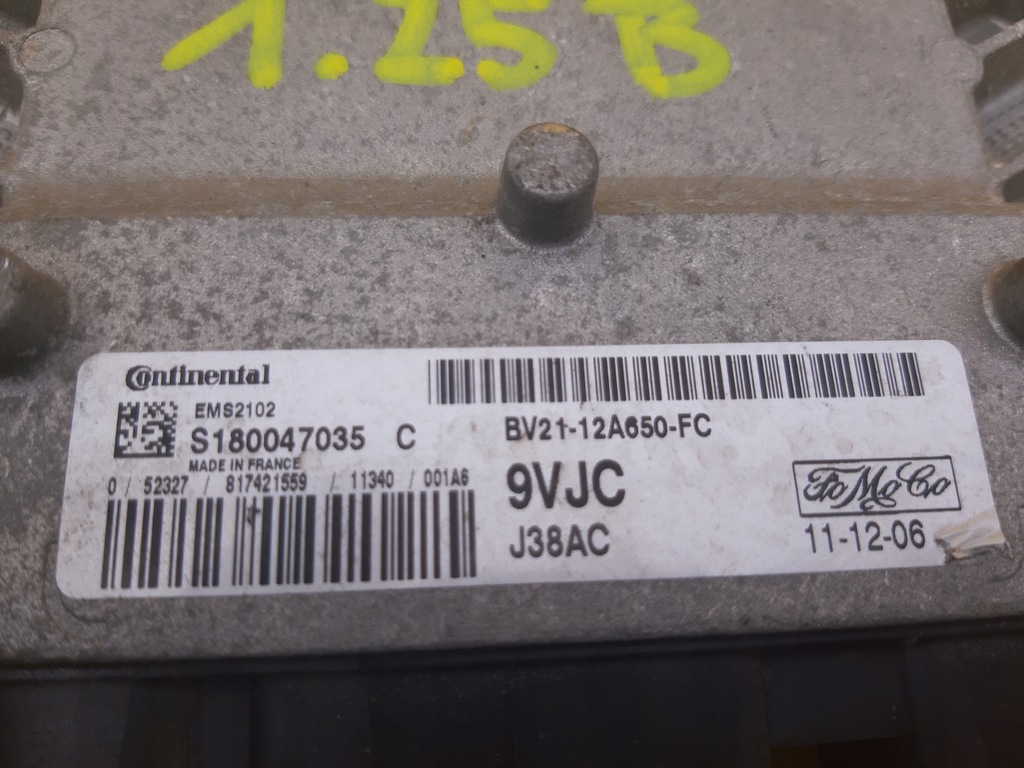 1.25B
Continental
EMS2102
S180047035 C
MADE IN FRANCE
0 / 52327 / 817421559 / 11340 / 001A6
BV21-12A650-FC
9VJC
J38AC
FoMoCo
11-12-06